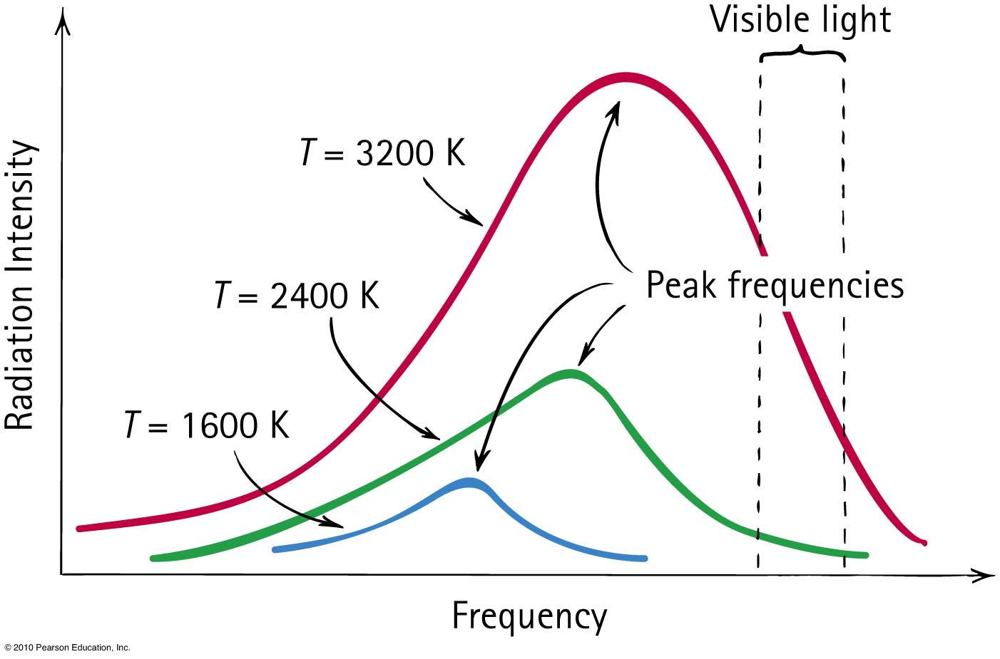 Visible light
T = 3200 K
T = 2400 K
Peak frequencies
T = 1600 K
Radiation Intensity
Frequency
© 2010 Pearson Education, Inc.